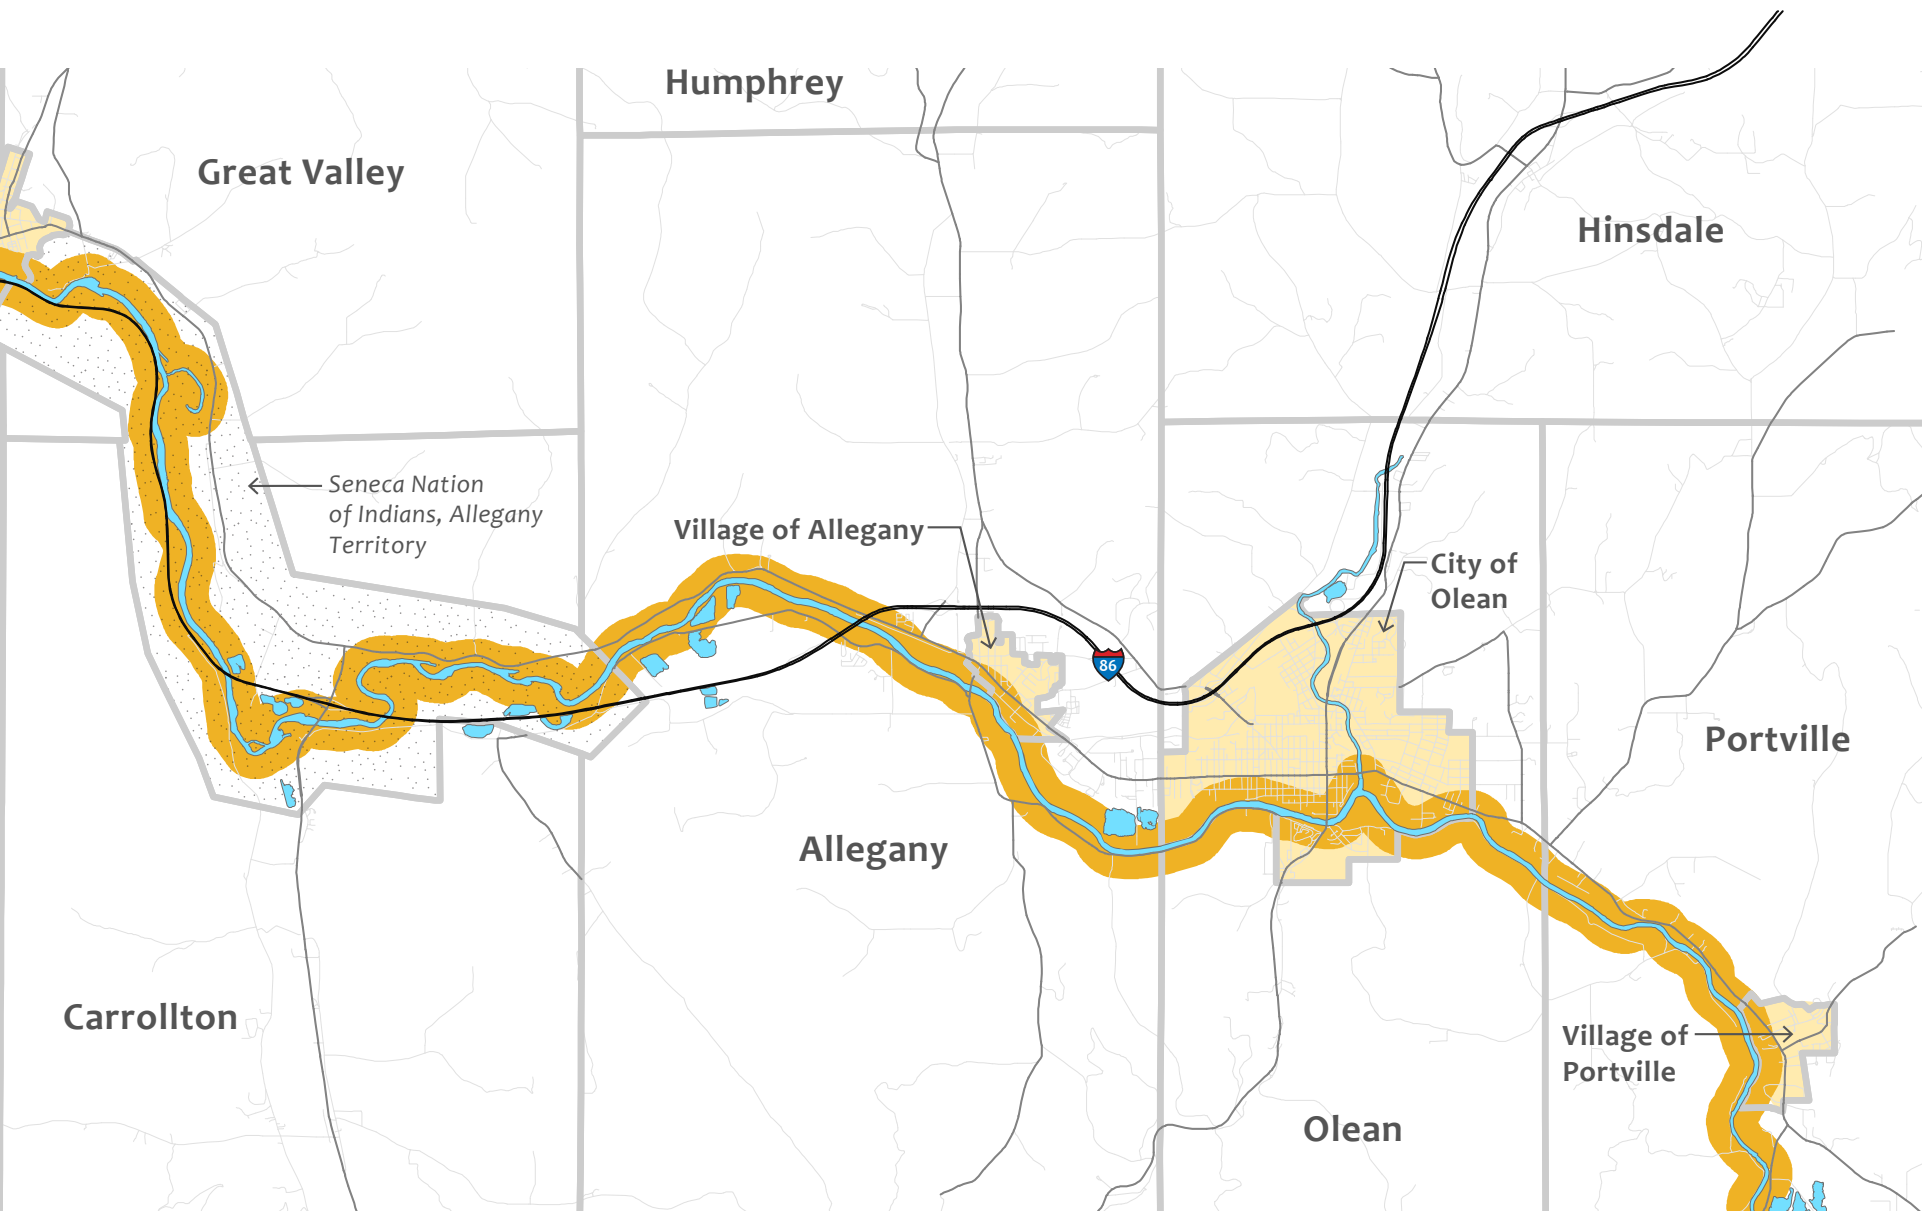 Humphrey
Great Valley
Hinsdale
Seneca Nation
of Indians, Allegany
Territory
Village of Allegany
City of
Olean
86
Portville
Allegany
Carrollton
Village of
Portville
Olean